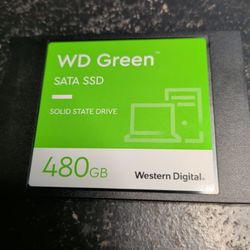 WD Green™
SATA SSD
SOLID STATE DRIVE
480GB
Western Digital.